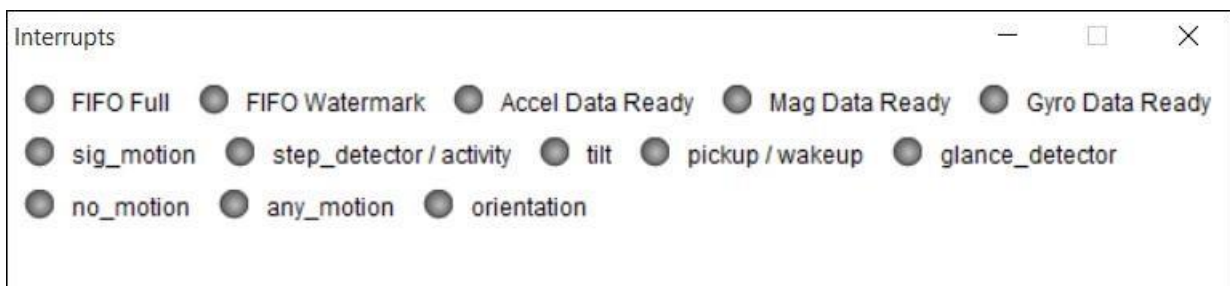 Interrupts
FIFO Full FIFO Watermark Accel Data Ready Mag Data Ready Gyro Data Ready
sig_motion step_detector / activity tilt pickup / wakeup glance_detector
no_motion any_motion orientation